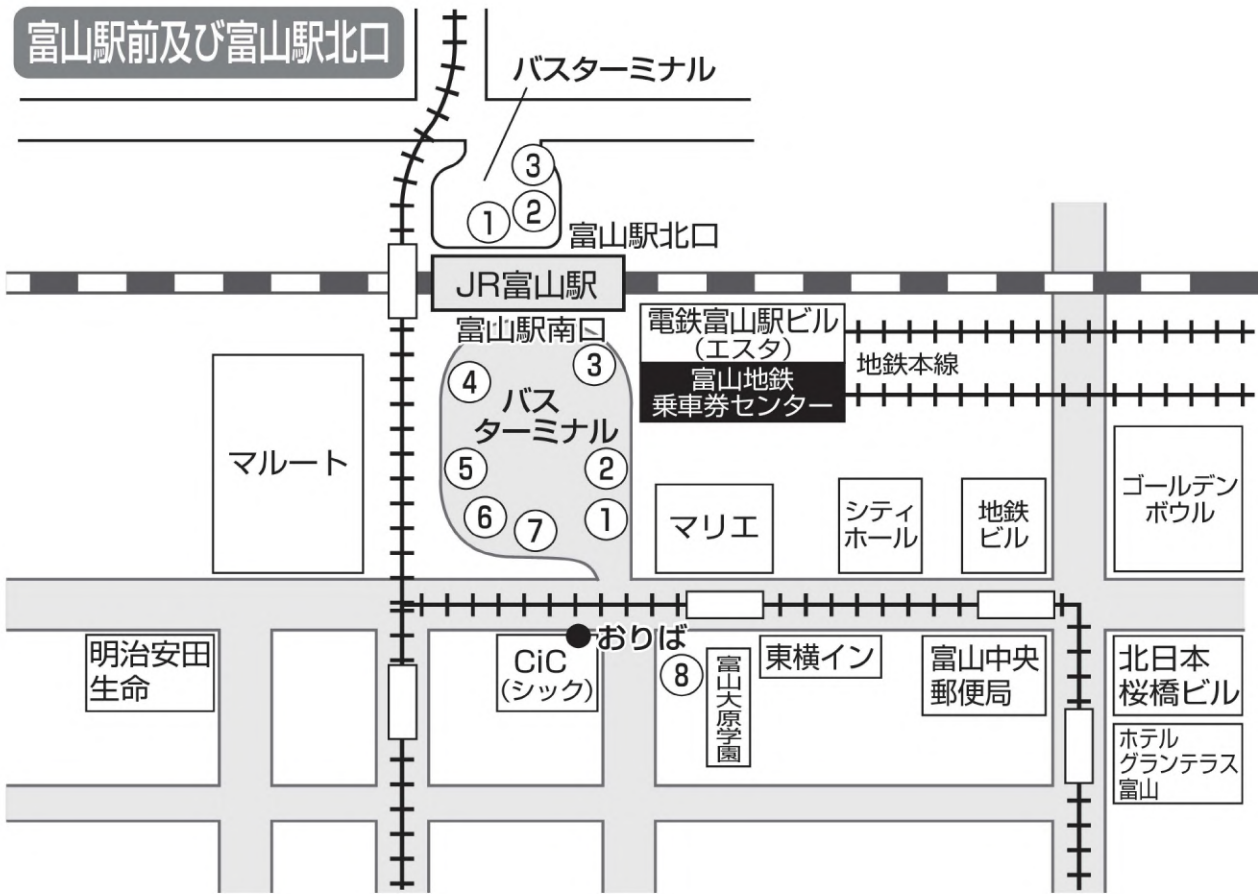 富山駅前及び富山駅北口
バスターミナル
③
②
①
富山駅北口
JR富山駅
富山駅南口
電鉄富山駅ビル
(エスタ)
富山地鉄
乗車券センター
地鉄本線
④
③
バス
ターミナル
⑤
②
⑥
⑦
①
マルート
マリエ
シティ
ホール
地鉄
ビル
ゴールデン
ボウル
おりば
明治安田
生命
CiC
(シック)
⑧
富山大原学園
東横イン
富山中央
郵便局
北日本
桜橋ビル
ホテル
グランテラス
富山